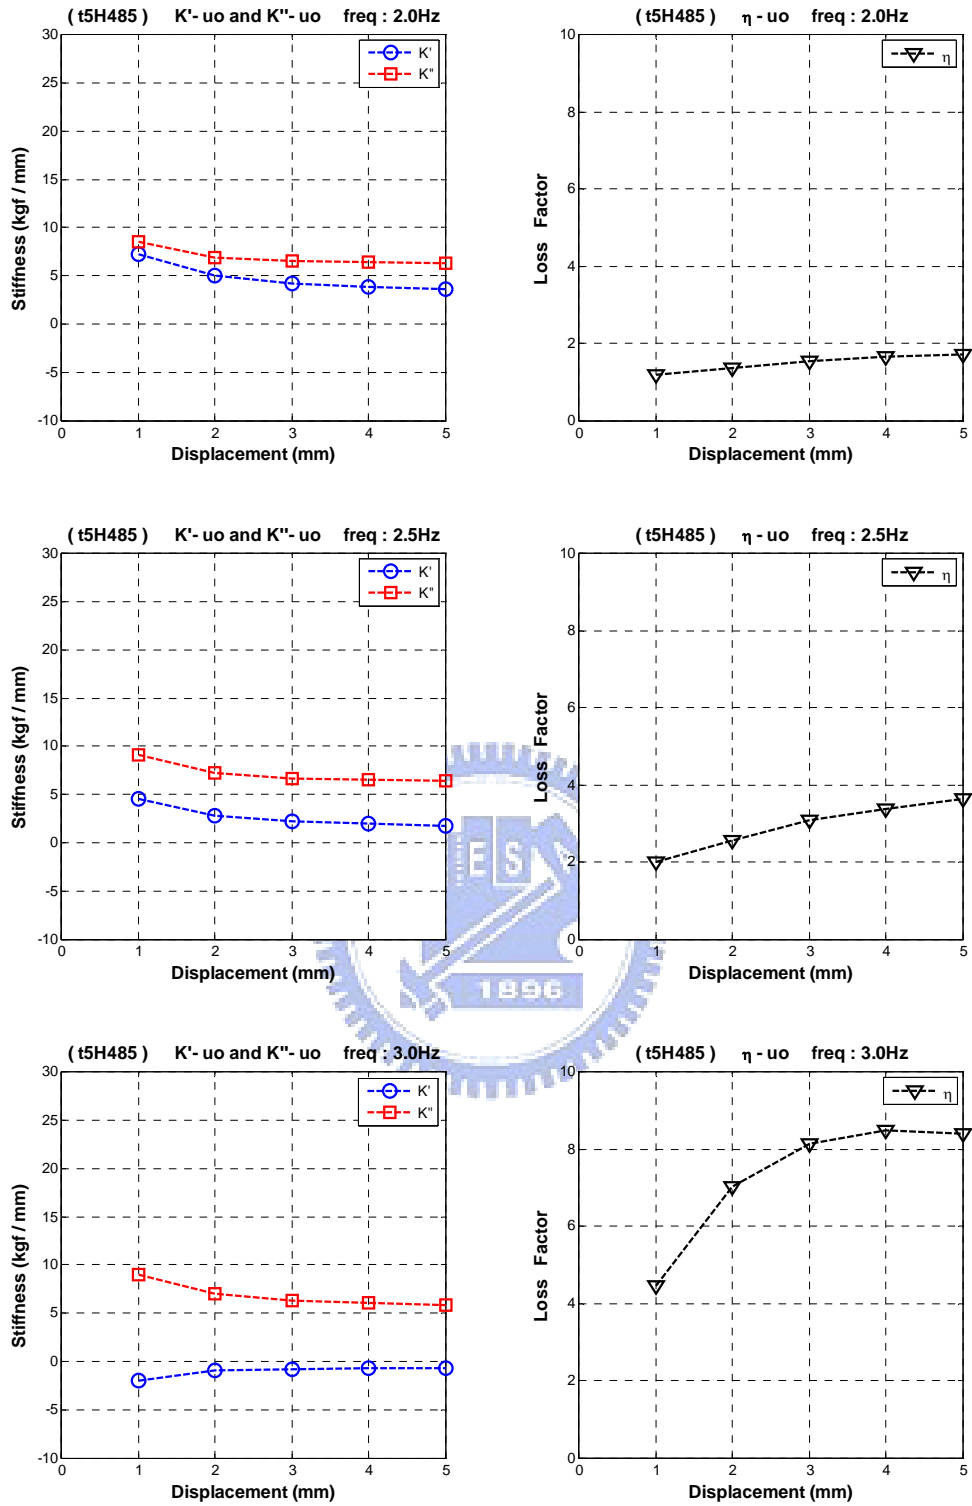 ( t5H485 ) K'- uo and K''- uo freq : 2.0Hz
30
25
20
15
10
5
0
-5
-10
Stiffness (kgf / mm)
K'
K''
0 1 2 3 4 5
Displacement (mm)
( t5H485 ) η - uo freq : 2.0Hz
10
8
6
4
2
0
Loss Factor
η
0 1 2 3 4 5
Displacement (mm)
( t5H485 ) K'- uo and K''- uo freq : 2.5Hz
30
25
20
15
10
5
0
-5
-10
Stiffness (kgf / mm)
K'
K''
0 1 2 3 4 5
Displacement (mm)
( t5H485 ) η - uo freq : 2.5Hz
10
8
6
4
2
0
Loss Factor
η
0 1 2 3 4 5
Displacement (mm)
ES
1896
( t5H485 ) K'- uo and K''- uo freq : 3.0Hz
30
25
20
15
10
5
0
-5
-10
Stiffness (kgf / mm)
K'
K''
0 1 2 3 4 5
Displacement (mm)
( t5H485 ) η - uo freq : 3.0Hz
10
8
6
4
2
0
Loss Factor
η
0 1 2 3 4 5
Displacement (mm)